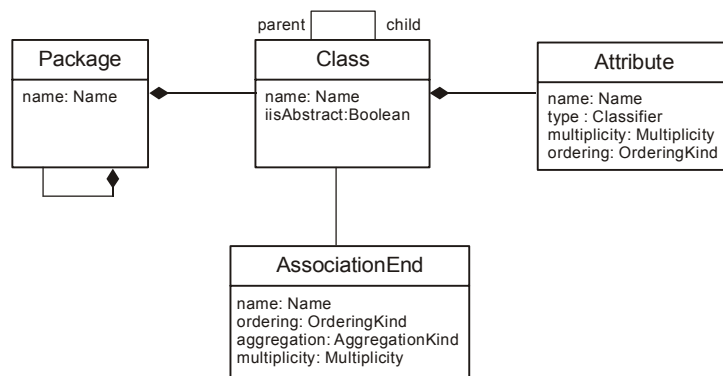 parent child
Package
name: Name
Class
name: Name
iisAbstract:Boolean
Attribute
name: Name
type : Classifier
multiplicity: Multiplicity
ordering: OrderingKind
AssociationEnd
name: Name
ordering: OrderingKind
aggregation: AggregationKind
multiplicity: Multiplicity